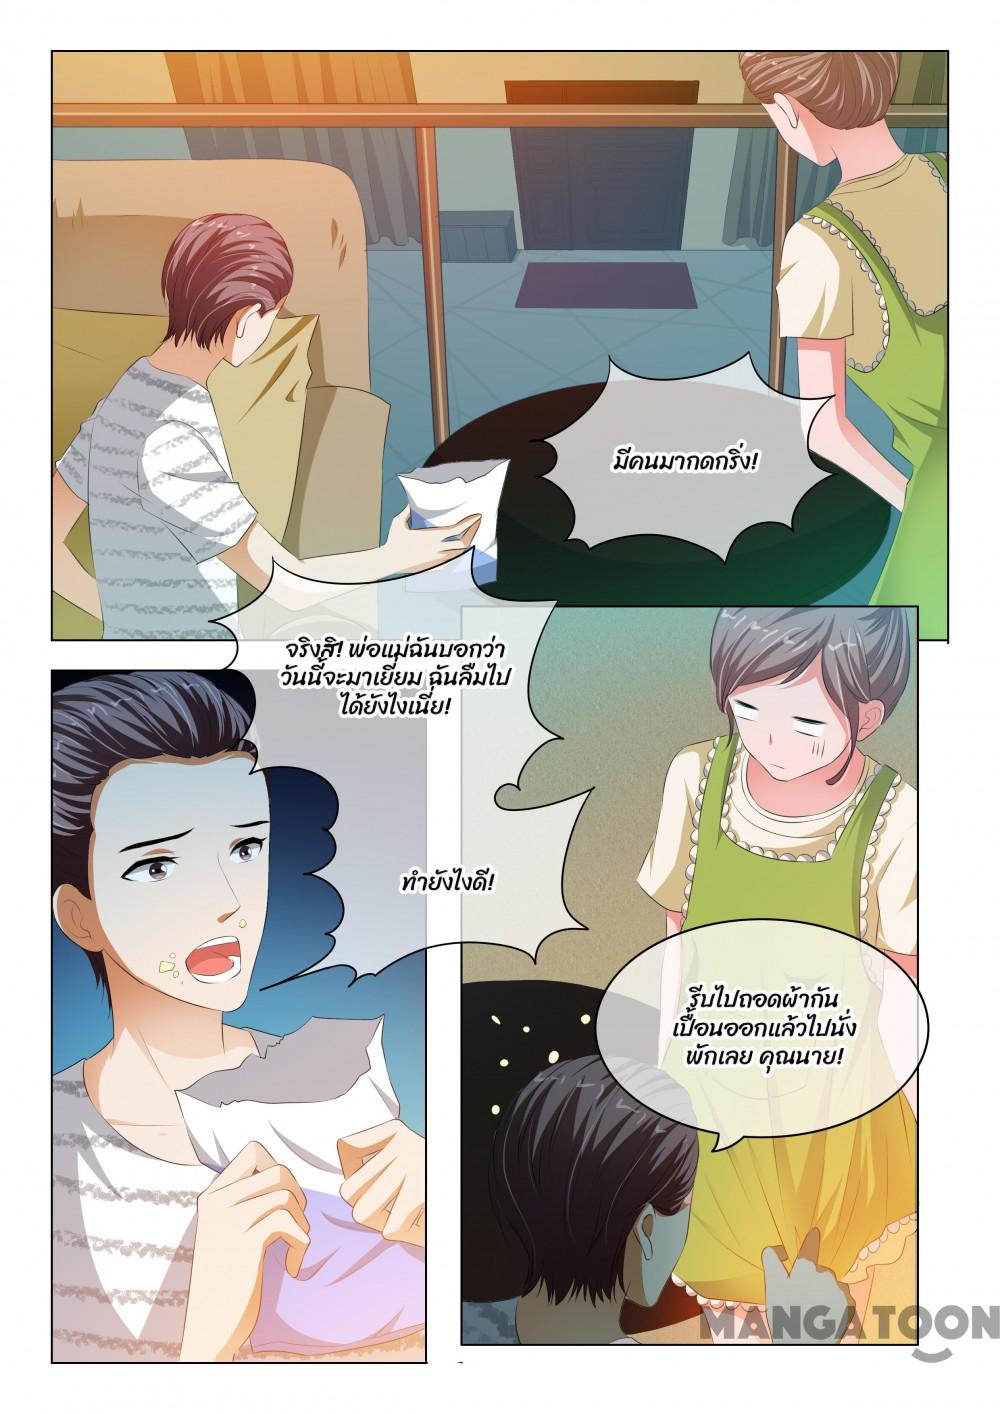 มีคนมากดกริ่ง!
จริงสิ! พ่อแม่ฉันบอกว่า
วันนี้จะมาเยี่ยม ฉันลืมไป
ได้ยังไงเนี่ย!
ทำยังไงดี!
รีบไปถอดผ้ากัน
เปื้อนออกแล้วไปนั่ง
พักเลย คุณนาย!
MANGATOON